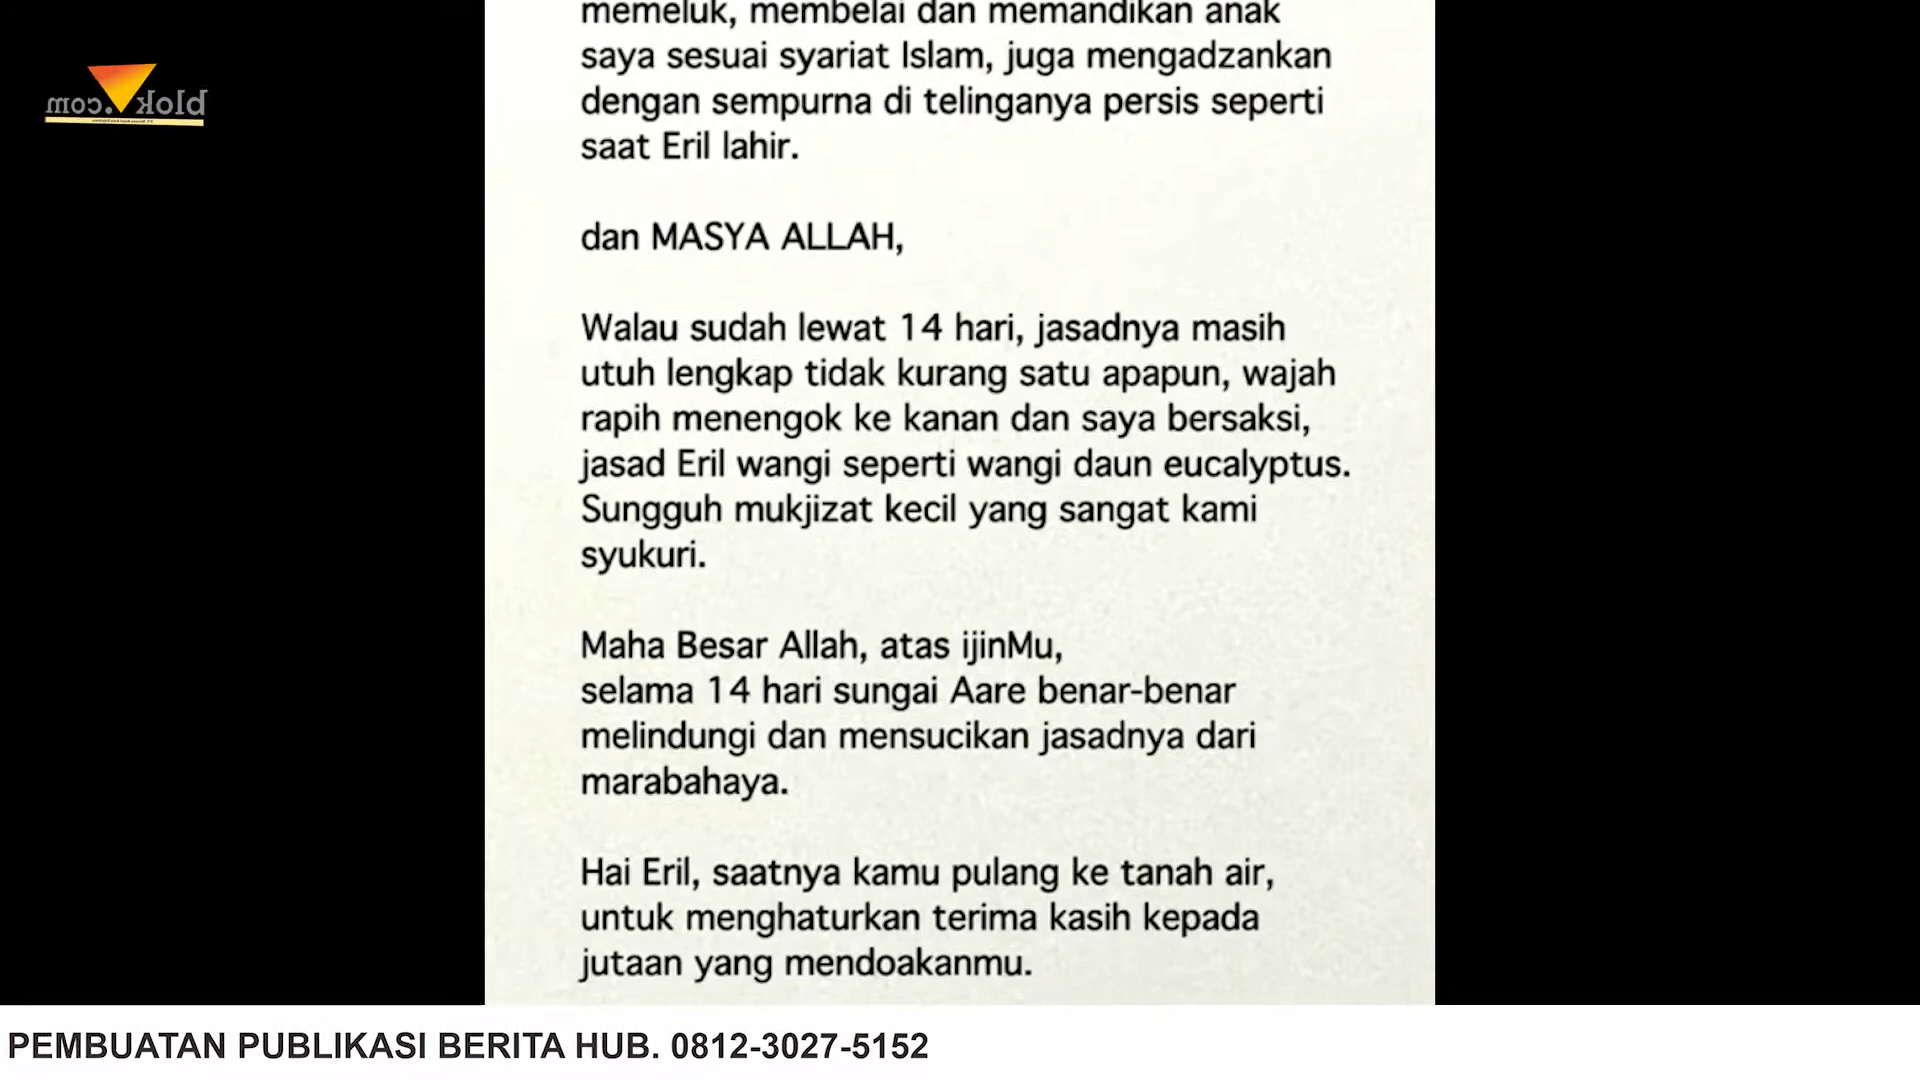 memeluk, membelai dan memandikan anak
saya sesuai syariat Islam, juga mengadzankan
dengan sempurna di telinganya persis seperti
saat Eril lahir.
dan MASYA ALLAH,
Walau sudah lewat 14 hari, jasadnya masih
utuh lengkap tidak kurang satu apapun, wajah
rapih menengok ke kanan dan saya bersaksi,
jasad Eril wangi seperti wangi daun eucalyptus.
Sungguh mukjizat kecil yang sangat kami
syukuri.
Maha Besar Allah, atas ijinMu,
selama 14 hari sungai Aare benar-benar
melindungi dan mensucikan jasadnya dari
marabahaya.
Hai Eril, saatnya kamu pulang ke tanah air,
untuk menghaturkan terima kasih kepada
jutaan yang mendoakanmu.
PEMBUATAN PUBLIKASI BERITA HUB. 0812-3027-5152